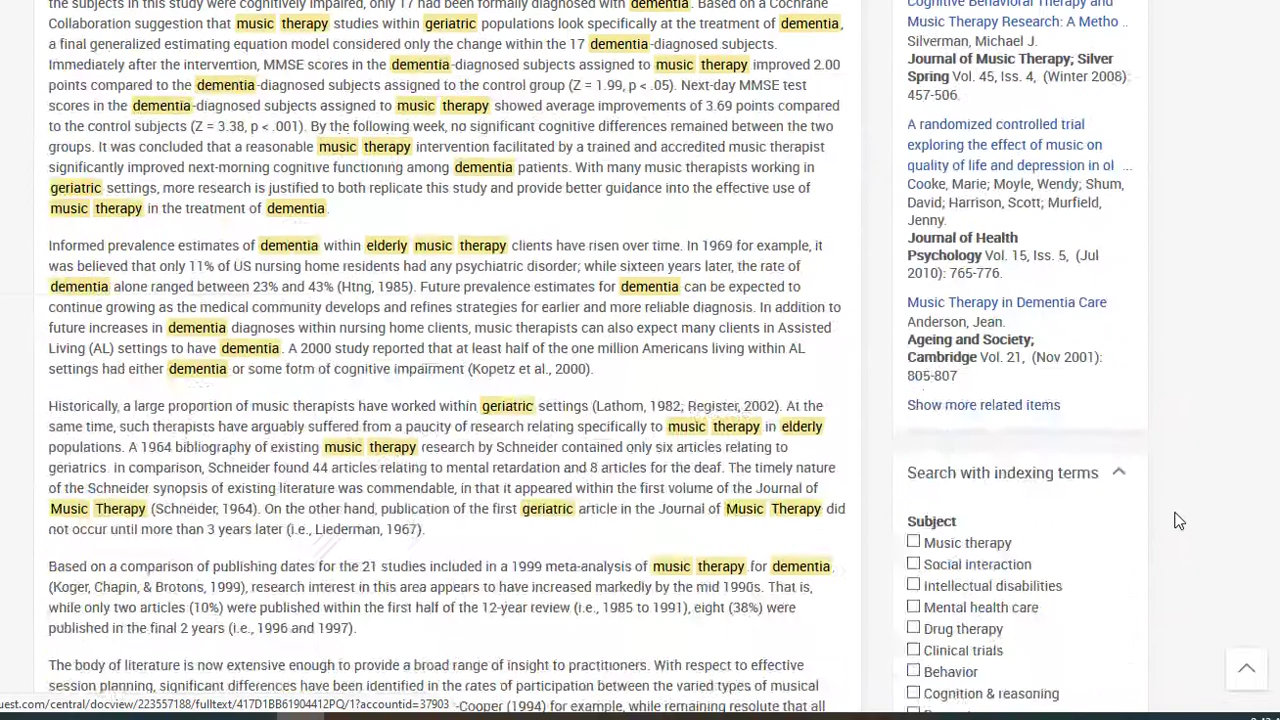 the subjects in this study were cognitively impaired, only 17 had been formally diagnosed with dementia. Based on a Cochrane
Collaboration suggestion that music therapy studies within geriatric populations look specifically at the treatment of dementia,
a final generalized estimating equation model considered only the change within the 17 dementia-diagnosed subjects.
Immediately after the intervention, MMSE scores in the dementia-diagnosed subjects assigned to music therapy improved 2.00
points compared to the dementia-diagnosed subjects assigned to the control group (Z = 1.99, p < .05). Next-day MMSE test
scores in the dementia-diagnosed subjects assigned to music therapy showed average improvements of 3.69 points compared
to the control subjects (Z = 3.38, p < .001). By the following week, no significant cognitive differences remained between the two
groups. It was concluded that a reasonable music therapy intervention facilitated by a trained and accredited music therapist
significantly improved next-morning cognitive functioning among dementia patients. With many music therapists working in
geriatric settings, more research is justified to both replicate this study and provide better guidance into the effective use of
music therapy in the treatment of dementia.
Informed prevalence estimates of dementia within elderly music therapy clients have risen over time. In 1969 for example, it
was believed that only 11% of US nursing home residents had any psychiatric disorder; while sixteen years later, the rate of
dementia alone ranged between 23% and 43% (Htng, 1985). Future prevalence estimates for dementia can be expected to
continue growing as the medical community develops and refines strategies for earlier and more reliable diagnosis. In addition to
future increases in dementia diagnoses within nursing home clients, music therapists can also expect many clients in Assisted
Living (AL) settings to have dementia. A 2000 study reported that at least half of the one million Americans living within AL
settings had either dementia or some fotm of cognitive impairment (Kopetz et al., 2000).
Historically, a large proportion of music therapists have worked within geriatric settings (Lathom, 1982; Register, 2002). At the
same time, such therapists have arguably suffered from a paucity of research relating specifically to music therapy in elderly
populations. A 1964 bibliography of existing music therapy research by Schneider contained only six articles relating to
geriatrics. in comparison, Schneider found 44 articles relating to mental retardation and 8 articles for the deaf. The timely nature
of the Schneider synopsis of existing literature was commendable, in that it appeared within the first volume of the Journal of
Music Therapy (Schneider, 1964). On the other hand, publication of the first geriatric article in the Journal of Music Therapy did
not occur until more than 3 years later (i.e., Liederman, 1967).
Based on a comparison of publishing dates for the 21 studies included in a 1999 meta-analysis of music therapy for dementia,
(Koger, Chapin, & Brotons, 1999), research interest in this area appears to have increased markedly by the mid 1990s. That is,
while only two articles (10%) were published within the first half of the 12-year review (i.e., 1985 to 1991), eight (38%) were
published in the final 2 years (i.e., 1996 and 1997).
The body of literature is now extensive enough to provide a broad range of insight to practitioners. With respect to effective
session planning, significant differences have been identified in the rates of participation between the varied types of musical
-Cooper (1994) for example, while remaining resolute that all
uest.com/central/docview/223557188/fulltext/417D1BB61904412PQ/1?accountid=37903
Cognitive Behavioral Therapy and
Music Therapy Research: A Metho ..
Silverman, Michael J.
Journal of Music Therapy; Silver
Spring Vol. 45, Iss. 4, (Winter 2008):
457-506.
A randomized controlled trial
exploring the effect of music on
quality of life and depression in ol ...
Cooke, Marie; Moyle, Wendy; Shum,
David; Harrison, Scott; Murfield,
Jenny.
Journal of Health
Psychology Vol. 15, Iss. 5, (Jul
2010): 765-776.
Music Therapy in Dementia Care
Anderson, Jean.
Ageing and Society;
Cambridge Vol. 21, (Nov 2001):
805-807
Show more related items
Search with indexing terms
Subject
Music therapy
Social interaction
Intellectual disabilities
Mental health care
Drug therapy
Clinical trials
Behavior
Cognition & reasoning